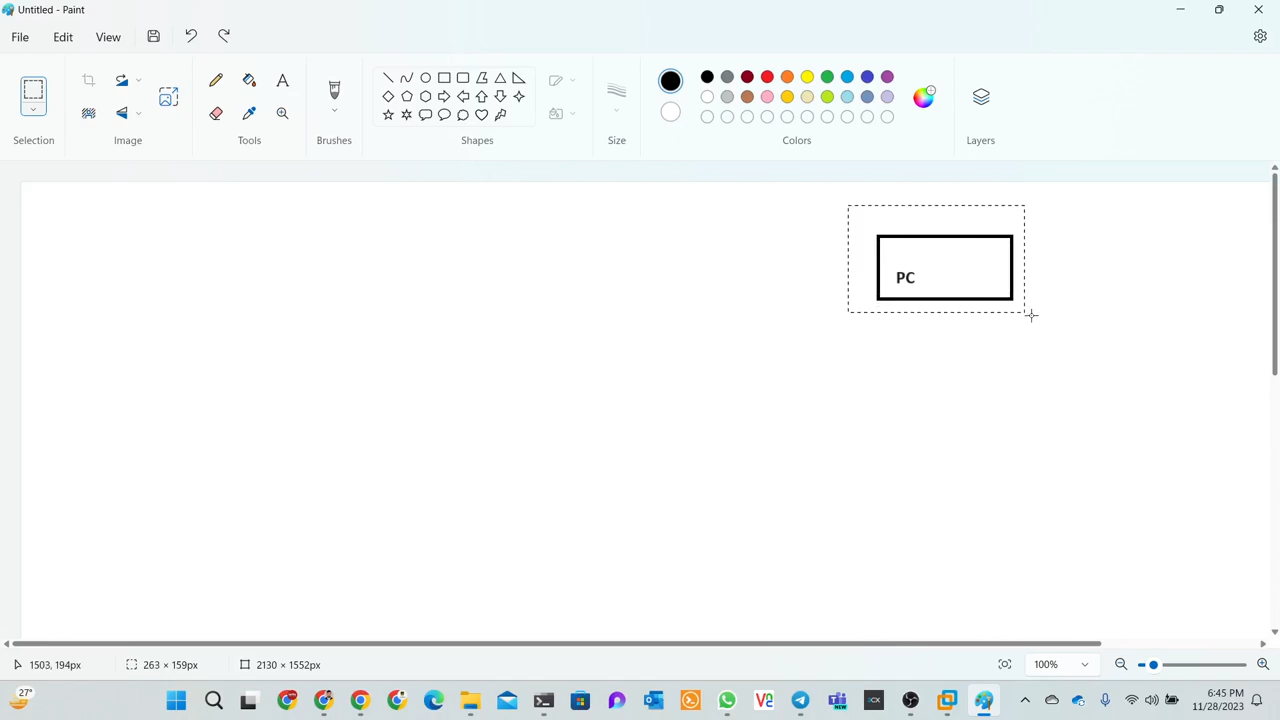 Untitled - Paint
File Edit View
Selection Image Tools Brushes Shapes Size Colors Layers
PC
1503, 194px 263 × 159px 2130 × 1552px 100%
27° 6:45 PM
11/28/2023